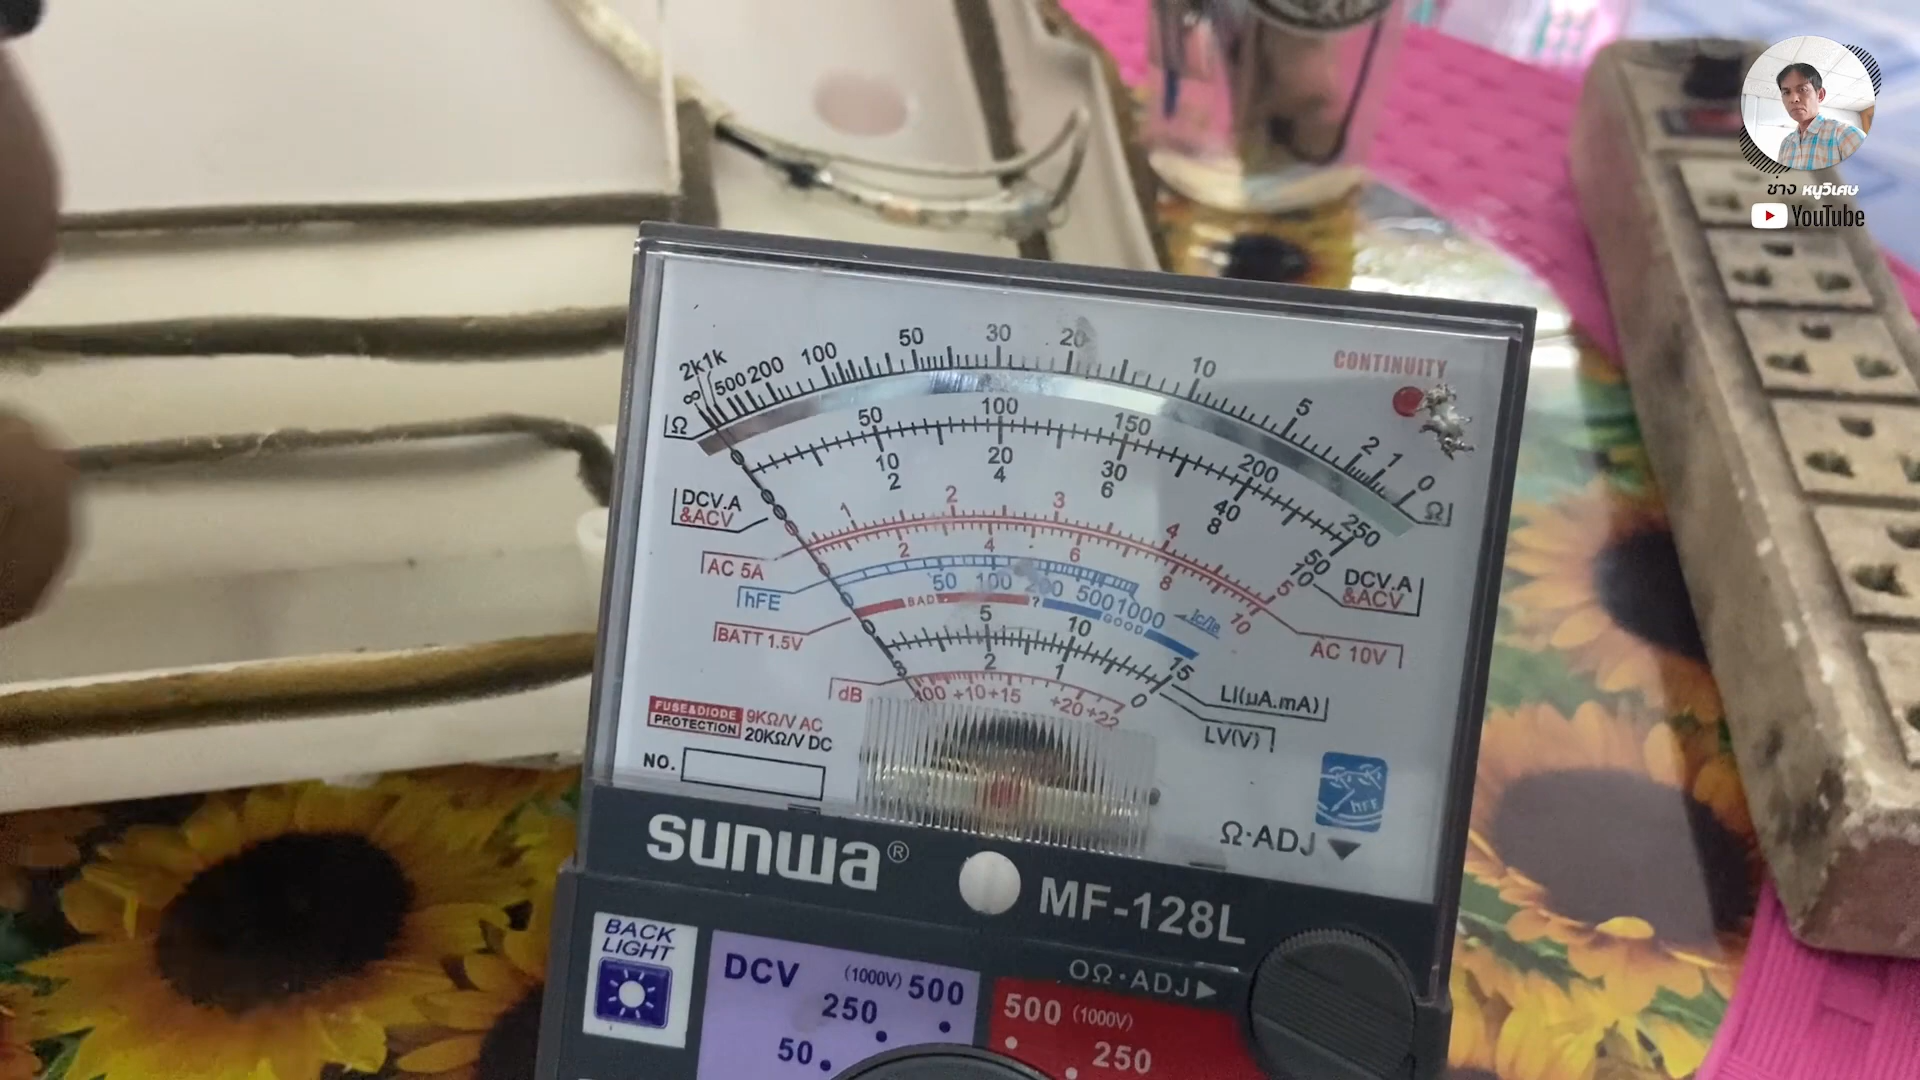 ช่าง หนูวิเศษ
YouTube
CONTINUITY
∞ 2k 1k 500 200 100 50 30 20 10 5 2 1 0
Ω Ω
50 100 150 200 250
10 20 30 40 50
2 4 6 8 10
DCV.A
&ACV
DCV.A
&ACV
1 2 3 4 5
AC 5A
2 4 6 8 10
AC 10V
hFE
50 100 200 500 1000 Ic/Ib
BATT 1.5V
BAD ? GOOD
5 10 15
LI(µA.mA)
3 2 1 0
LV(V)
dB
+10 +15 +20 +22
FUSE&DIODE
PROTECTION
9KΩ/V AC
20KΩ/V DC
NO.
hFE
Ω·ADJ
sunwa®
MF-128L
BACK
LIGHT
DCV (1000V) 500
250
50
0Ω·ADJ
500 (1000V)
250